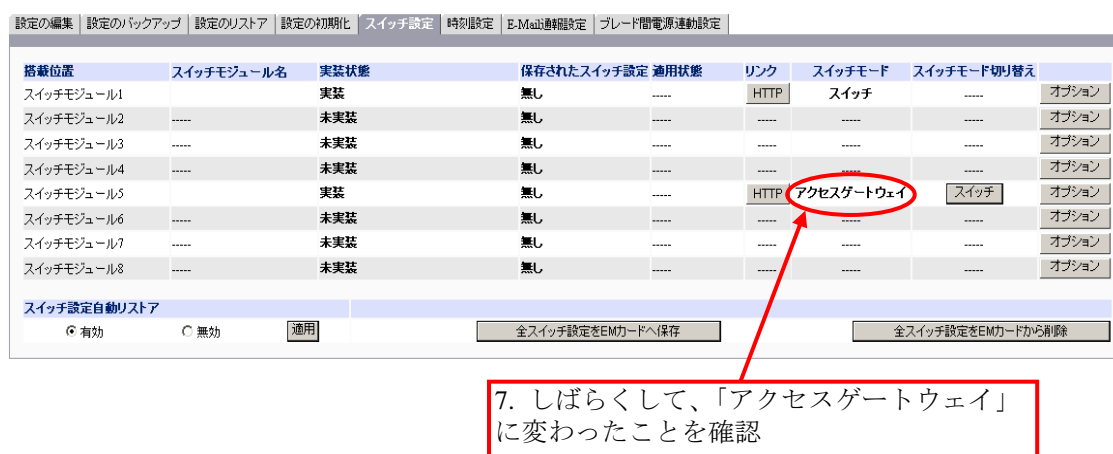 設定の編集 設定のバックアップ 設定のリストア 設定の初期化 スイッチ設定 時刻設定 E-Mail通報設定 ブレード間電源連動設定
搭載位置 スイッチモジュール名 実装状態 保存されたスイッチ設定 適用状態 リンク スイッチモード スイッチモード切り替え
スイッチモジュール1 実装 無し ----- HTTP スイッチ ----- オプション
スイッチモジュール2 ----- 未実装 無し ----- ----- ----- ----- オプション
スイッチモジュール3 ----- 未実装 無し ----- ----- ----- ----- オプション
スイッチモジュール4 ----- 未実装 無し ----- ----- ----- ----- オプション
スイッチモジュール5 実装 無し ----- HTTP アクセスゲートウェイ スイッチ オプション
スイッチモジュール6 ----- 未実装 無し ----- ----- ----- ----- オプション
スイッチモジュール7 ----- 未実装 無し ----- ----- ----- ----- オプション
スイッチモジュール8 ----- 未実装 無し ----- ----- ----- ----- オプション
スイッチ設定自動リストア
有効 無効 適用 全スイッチ設定をEMカードへ保存 全スイッチ設定をEMカードから削除
7. しばらくして、「アクセスゲートウェイ」
に変わったことを確認